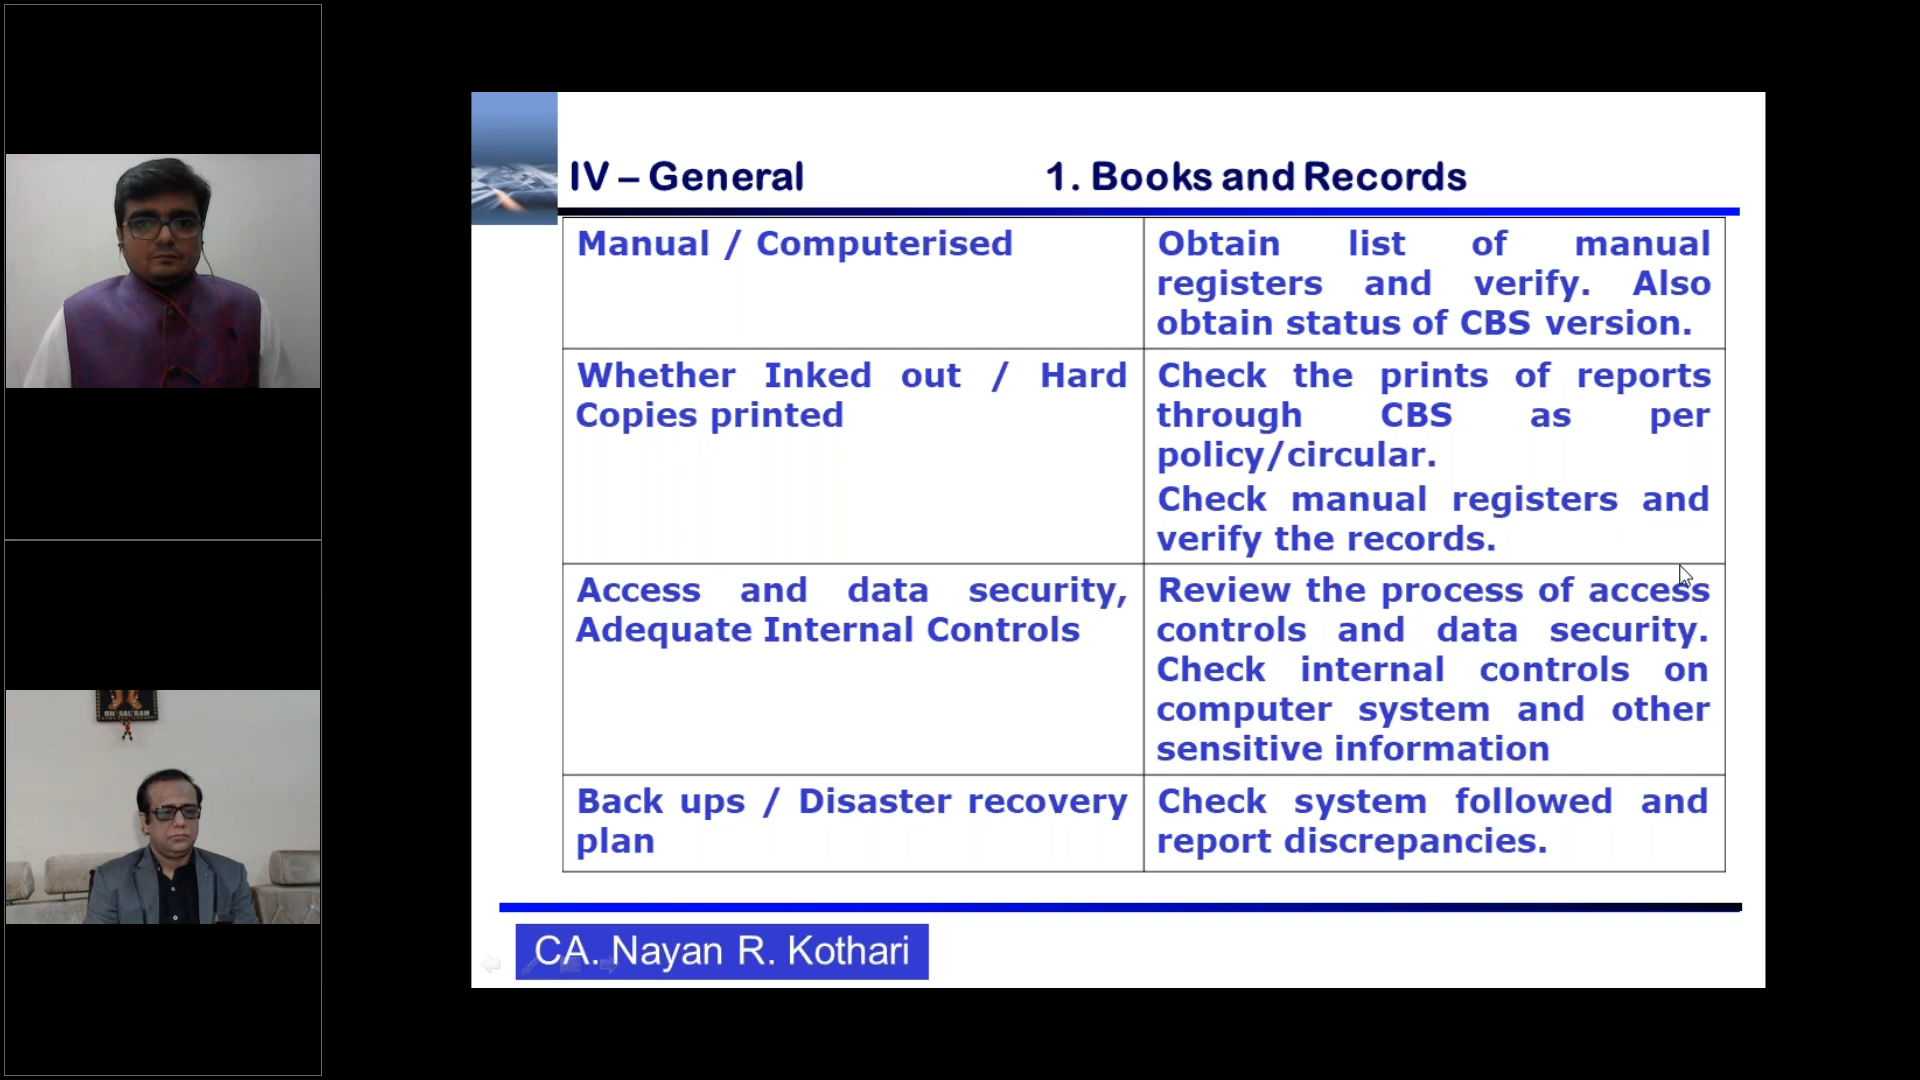 IV – General 1. Books and Records
Manual / Computerised
Obtain list of manual
registers and verify. Also
obtain status of CBS version.
Whether Inked out / Hard
Copies printed
Check the prints of reports
through CBS as per
policy/circular.
Check manual registers and
verify the records.
Access and data security,
Adequate Internal Controls
Review the process of access
controls and data security.
Check internal controls on
computer system and other
sensitive information
Back ups / Disaster recovery
plan
Check system followed and
report discrepancies.
CA. Nayan R. Kothari
OM SAI RAM